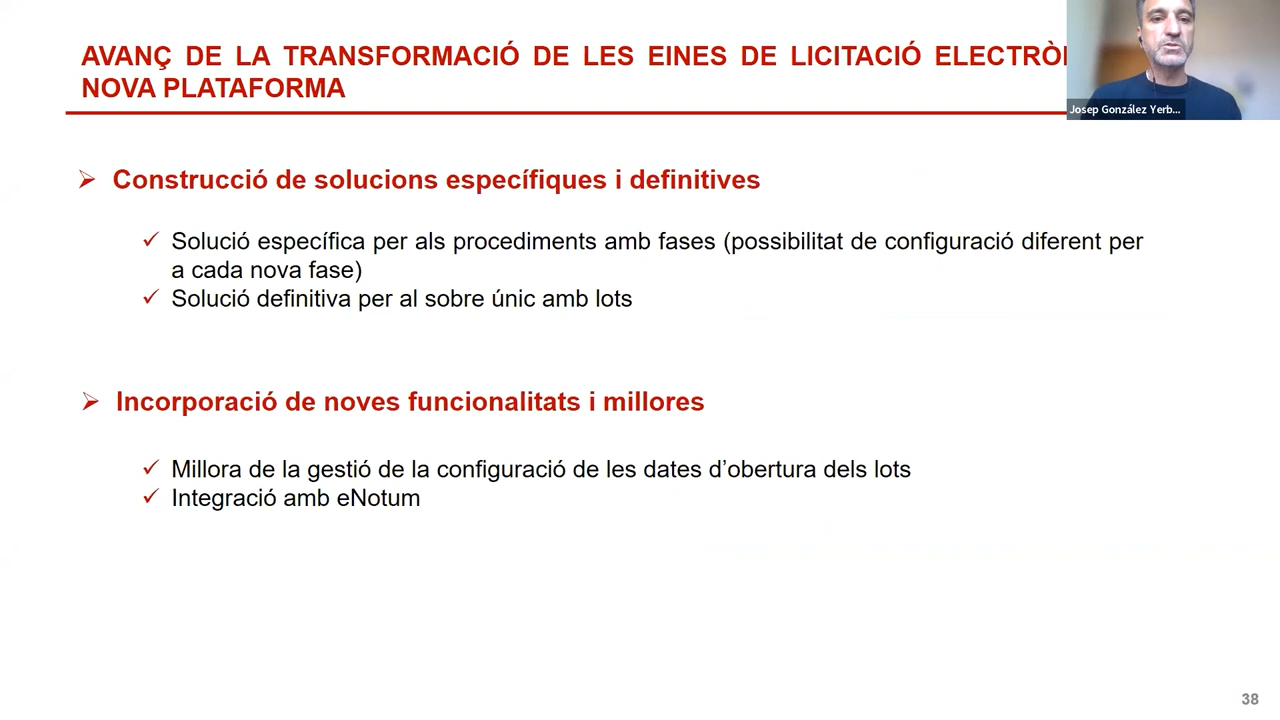 AVANÇ DE LA TRANSFORMACIÓ DE LES EINES DE LICITACIÓ
NOVA PLATAFORMA
Josep González Yerb...
➢ Construcció de solucions específiques i definitives
✓ Solució específica per als procediments amb fases (possibilitat de configuració diferent per
a cada nova fase)
✓ Solució definitiva per al sobre únic amb lots
➢ Incorporació de noves funcionalitats i millores
✓ Millora de la gestió de la configuració de les dates d’obertura dels lots
✓ Integració amb eNotum
38